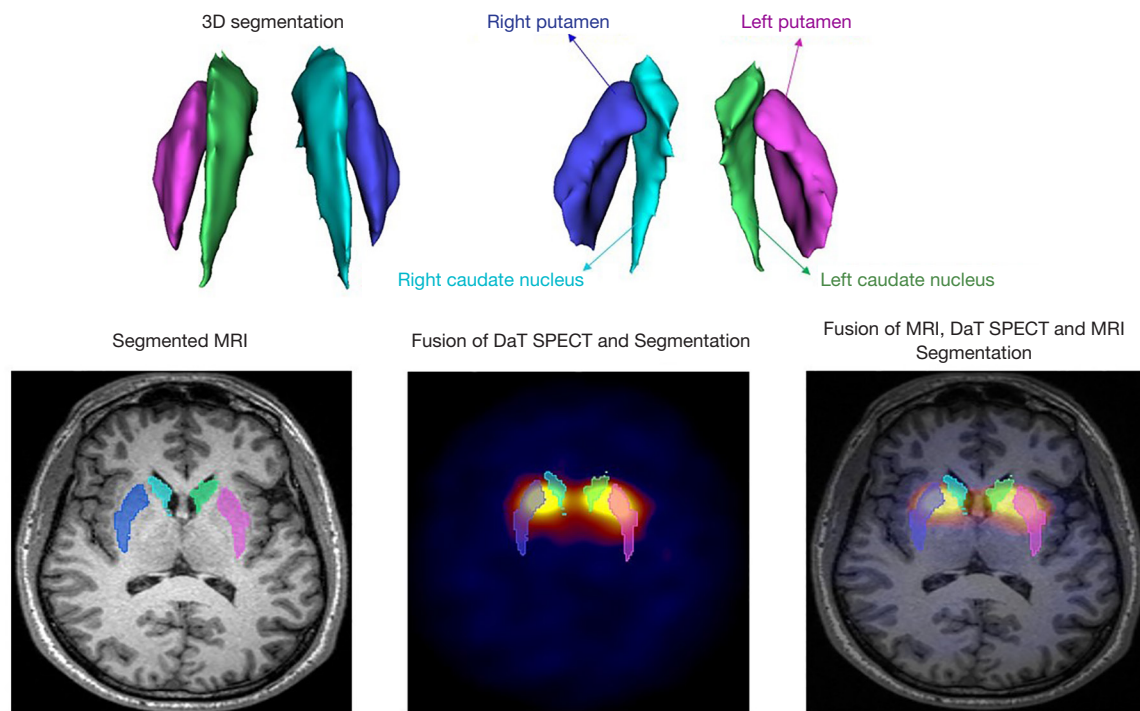 3D segmentation
Right putamen
Left putamen
Right caudate nucleus
Left caudate nucleus
Segmented MRI
Fusion of DaT SPECT and Segmentation
Fusion of MRI, DaT SPECT and MRI
Segmentation